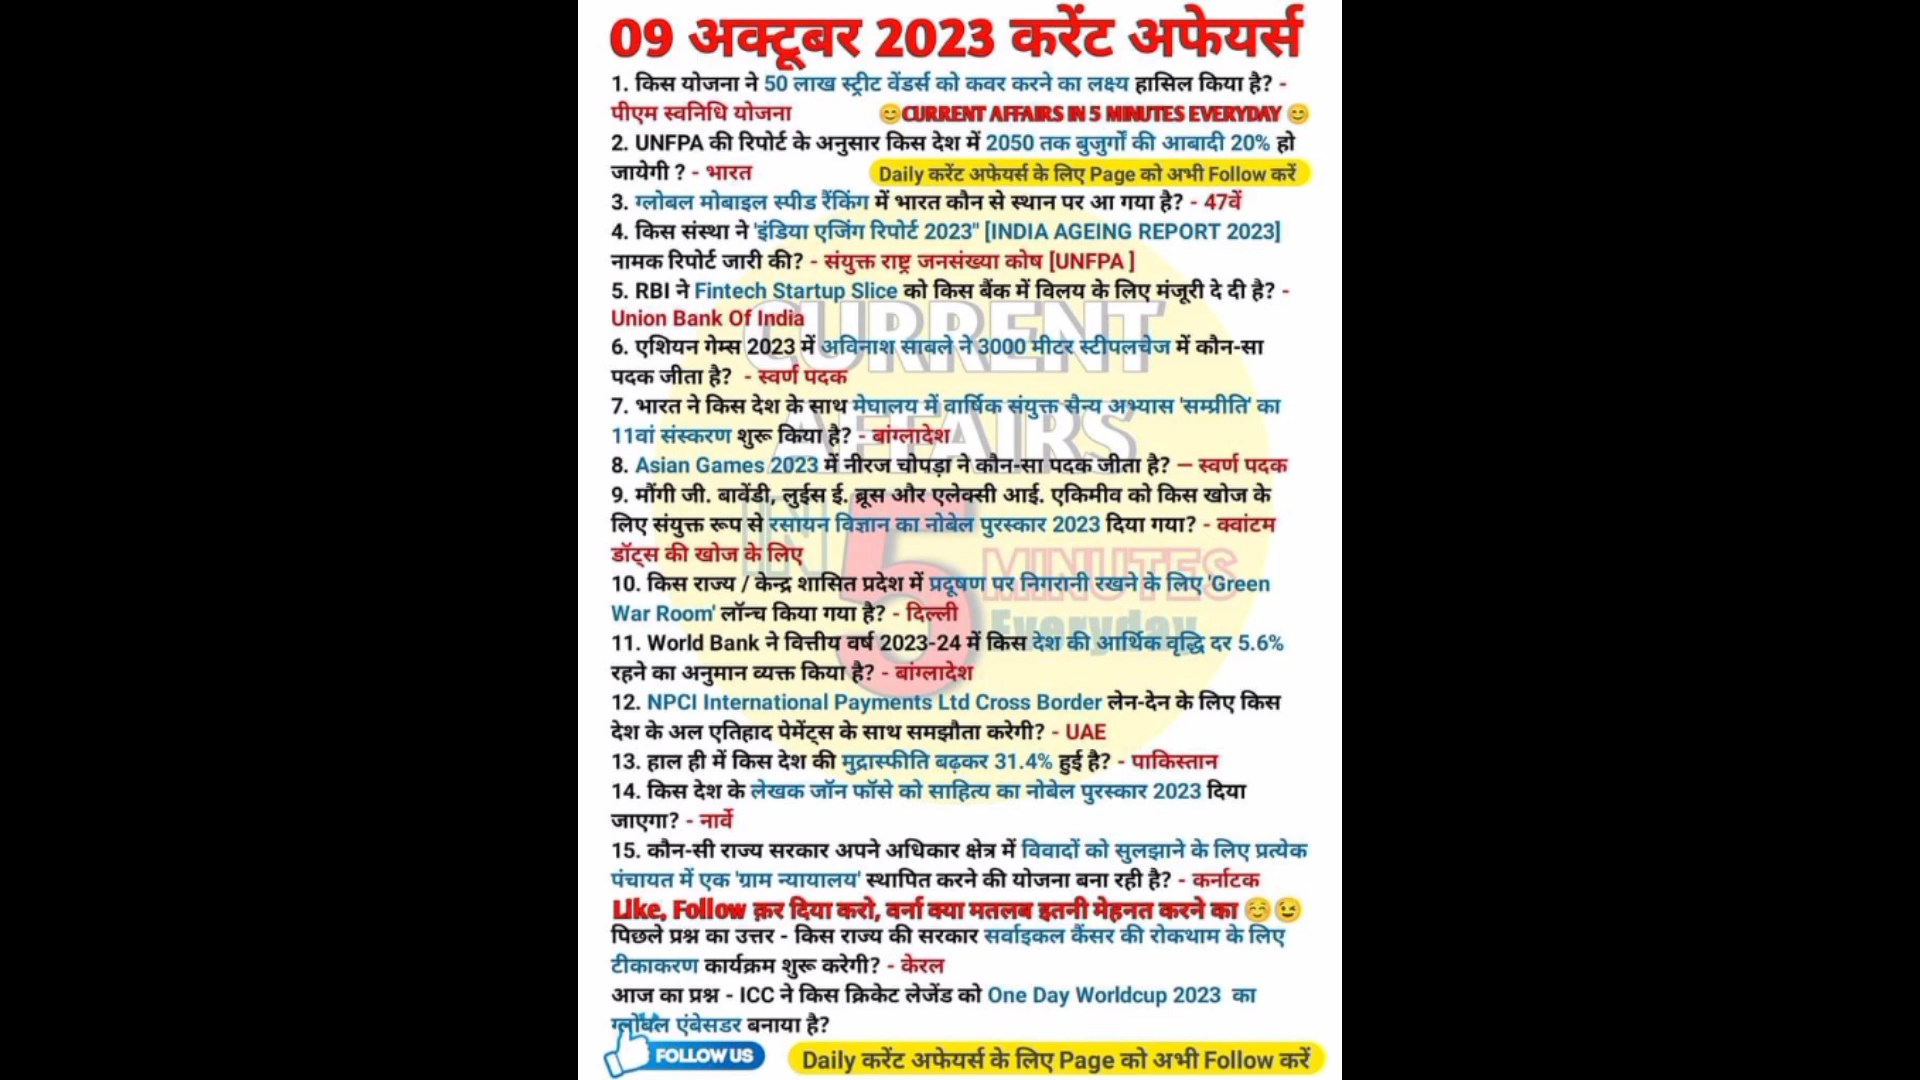 09 अक्टूबर 2023 करेंट अफेयर्स
1. किस योजना ने 50 लाख स्ट्रीट वेंडर्स को कवर करने का लक्ष्य हासिल किया है? -
पीएम स्वनिधि योजना 😊CURRENT AFFAIRS IN 5 MINUTES EVERYDAY 😊
2. UNFPA की रिपोर्ट के अनुसार किस देश में 2050 तक बुजुर्गों की आबादी 20% हो
जायेगी ? - भारत Daily करेंट अफेयर्स के लिए Page को अभी Follow करें
3. ग्लोबल मोबाइल स्पीड रैंकिंग में भारत कौन से स्थान पर आ गया है? - 47वें
4. किस संस्था ने 'इंडिया एजिंग रिपोर्ट 2023" [INDIA AGEING REPORT 2023]
नामक रिपोर्ट जारी की? - संयुक्त राष्ट्र जनसंख्या कोष [UNFPA ]
5. RBI ने Fintech Startup Slice को किस बैंक में विलय के लिए मंजूरी दे दी है? -
Union Bank Of India
6. एशियन गेम्स 2023 में अविनाश साबले ने 3000 मीटर स्टीपलचेज में कौन-सा
पदक जीता है? - स्वर्ण पदक
7. भारत ने किस देश के साथ मेघालय में वार्षिक संयुक्त सैन्य अभ्यास 'सम्प्रीति' का
11वां संस्करण शुरू किया है? - बांग्लादेश
8. Asian Games 2023 में नीरज चोपड़ा ने कौन-सा पदक जीता है? – स्वर्ण पदक
9. मौंगी जी. बावेंडी, लुईस ई. ब्रूस और एलेक्सी आई. एकिमीव को किस खोज के
लिए संयुक्त रूप से रसायन विज्ञान का नोबेल पुरस्कार 2023 दिया गया? - क्वांटम
डॉट्स की खोज के लिए
10. किस राज्य / केन्द्र शासित प्रदेश में प्रदूषण पर निगरानी रखने के लिए 'Green
War Room' लॉन्च किया गया है? - दिल्ली
11. World Bank ने वित्तीय वर्ष 2023-24 में किस देश की आर्थिक वृद्धि दर 5.6%
रहने का अनुमान व्यक्त किया है? - बांग्लादेश
12. NPCI International Payments Ltd Cross Border लेन-देन के लिए किस
देश के अल एतिहाद पेमेंट्स के साथ समझौता करेगी? - UAE
13. हाल ही में किस देश की मुद्रास्फीति बढ़कर 31.4% हुई है? - पाकिस्तान
14. किस देश के लेखक जॉन फॉसे को साहित्य का नोबेल पुरस्कार 2023 दिया
जाएगा? - नार्वे
15. कौन-सी राज्य सरकार अपने अधिकार क्षेत्र में विवादों को सुलझाने के लिए प्रत्येक
पंचायत में एक 'ग्राम न्यायालय' स्थापित करने की योजना बना रही है? - कर्नाटक
Like, Follow क़र दिया करो, वर्ना क्या मतलब इतनी मेहनत करने का ☺️😉
पिछले प्रश्न का उत्तर - किस राज्य की सरकार सर्वाइकल कैंसर की रोकथाम के लिए
टीकाकरण कार्यक्रम शुरू करेगी? - केरल
आज का प्रश्न - ICC ने किस क्रिकेट लेजेंड को One Day Worldcup 2023 का
ग्लोबल एंबेसडर बनाया है?
FOLLOW US Daily करेंट अफेयर्स के लिए Page को अभी Follow करें
CURRENT
AFFAIRS
IN 5 MINUTES
Everyday